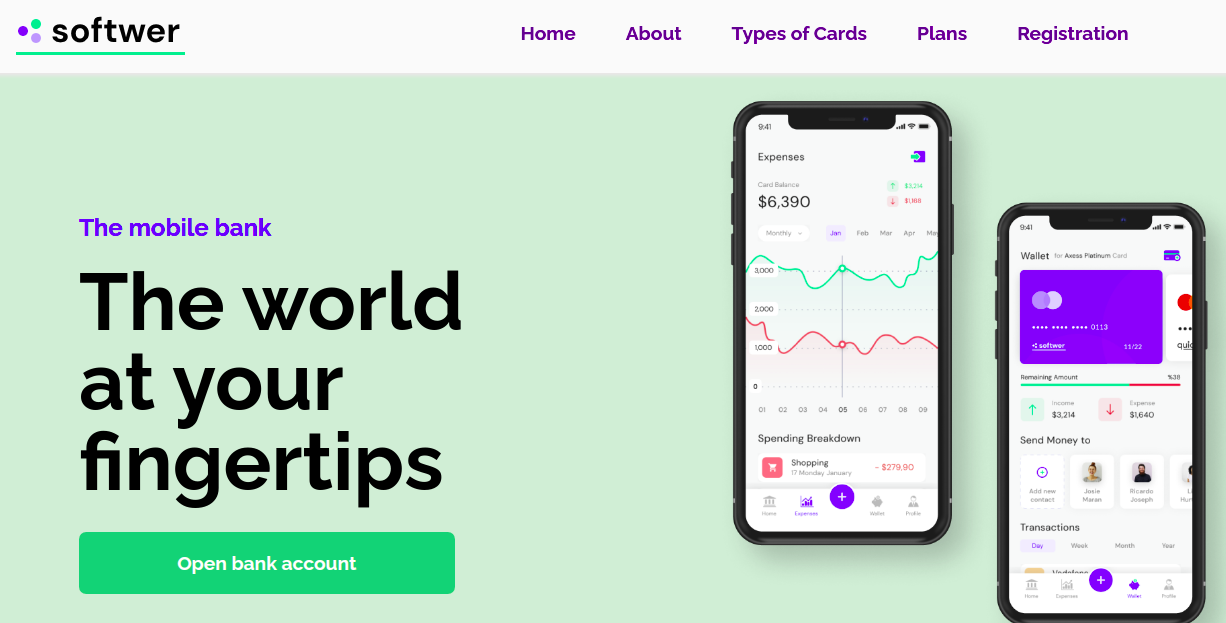 softwer
Home About Types of Cards Plans Registration
The mobile bank
The world
at your
fingertips
Open bank account
9:41
Expenses
Card Balance
$6,390
$3,214
$1,168
Monthly Jan Feb Mar Apr May
3,000
2,000
1,000
0
01 02 03 04 05 06 07 08 09
Spending Breakdown
Shopping
17 Monday January
- $279.90
+
Home Expenses Wallet Profile
9:41
Wallet for Axess Platinum Card
•••• •••• •••• 0113
softwer 11/22
Remaining Amount %38
Income
$3,214
Expense
$1,640
Send Money to
Add new
contact
Josie
Maran
Ricardo
Joseph
Transactions
Day Week Month Year
+
Home Expenses Wallet Profile